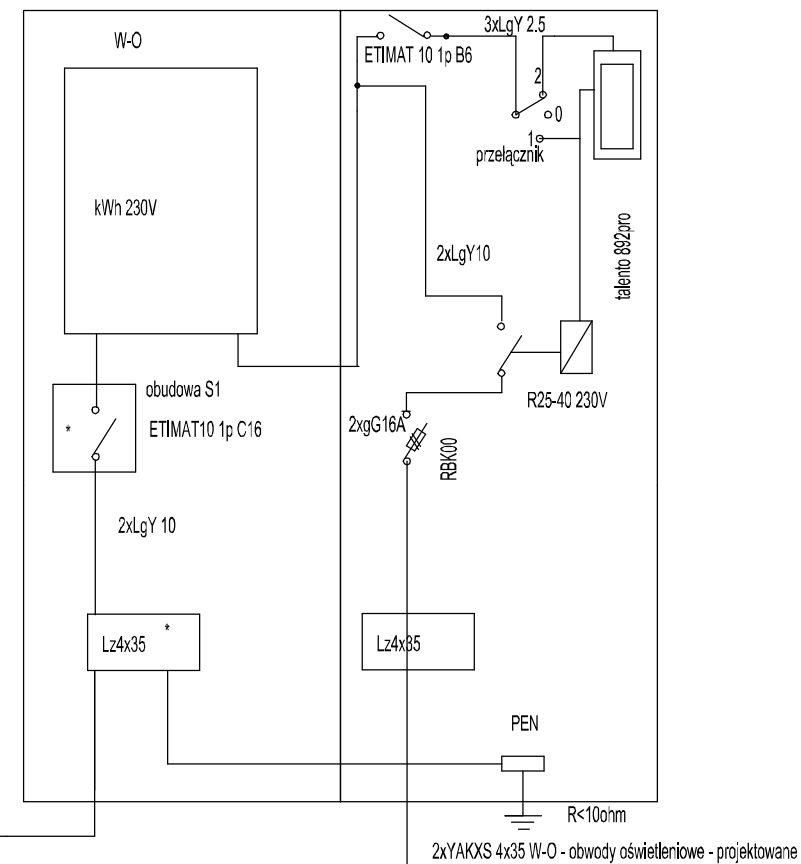 W-O
kWh 230V
obudowa S1
ETIMAT10 1p C16
*
2xLgY 10
Lz4x35
*
3xLgY 2.5
ETIMAT 10 1p B6
2
0
1
przełącznik
talento 892pro
2xLgY10
R25-40 230V
2xgG16A
RBK00
Lz4x35
PEN
R<10ohm
2xYAKXS 4x35 W-O - obwody oświetleniowe - projektowane